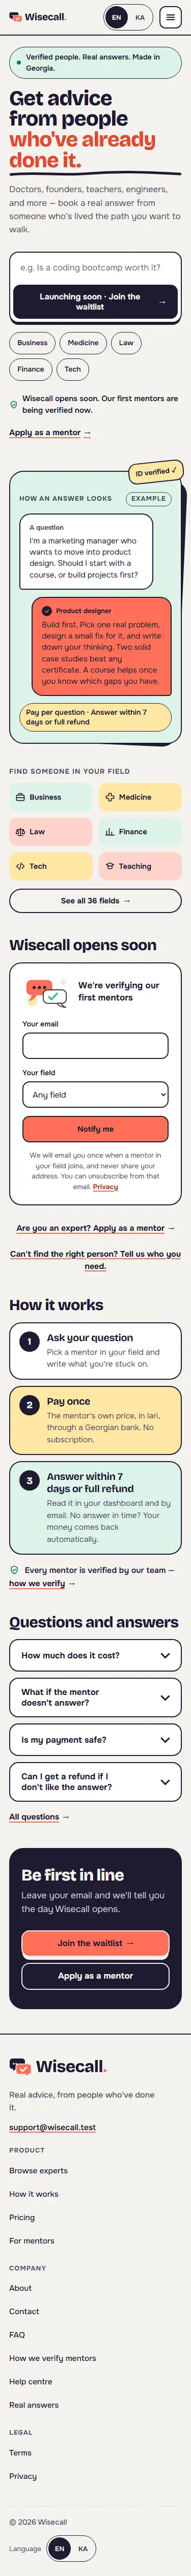 Wisecall.
EN KA
Verified people. Real answers. Made in
Georgia.
Get advice
from people
who've already
done it.
Doctors, founders, teachers, engineers,
and more — book a real answer from
someone who's lived the path you want to
walk.
e.g. Is a coding bootcamp worth it?
Launching soon · Join the
waitlist →
Business Medicine Law
Finance Tech
Wisecall opens soon. Our first mentors are
being verified now.
Apply as a mentor →
ID verified ✓
HOW AN ANSWER LOOKS EXAMPLE
A question
I'm a marketing manager who
wants to move into product
design. Should I start with a
course, or build projects first?
Product designer
Build first. Pick one real problem,
design a small fix for it, and write
down your thinking. Two solid
case studies beat any
certificate. A course helps once
you know which gaps you have.
Pay per question · Answer within 7
days or full refund
FIND SOMEONE IN YOUR FIELD
Business Medicine
Law Finance
Tech Teaching
See all 36 fields →
Wisecall opens soon
We're verifying our
first mentors
Your email
Your field
Any field
Notify me
We will email you once when a mentor in
your field joins, and never share your
address. You can unsubscribe from that
email. Privacy
Are you an expert? Apply as a mentor →
Can't find the right person? Tell us who you
need.
How it works
1 Ask your question
Pick a mentor in your field and
write what you're stuck on.
2 Pay once
The mentor's own price, in lari,
through a Georgian bank. No
subscription.
3 Answer within 7
days or full refund
Read it in your dashboard and by
email. No answer in time? Your
money comes back
automatically.
Every mentor is verified by our team —
how we verify →
Questions and answers
How much does it cost?
What if the mentor
doesn't answer?
Is my payment safe?
Can I get a refund if I
don't like the answer?
All questions →
Be first in line
Leave your email and we'll tell you
the day Wisecall opens.
Join the waitlist →
Apply as a mentor
Wisecall.
Real advice, from people who've done
it.
support@wisecall.test
PRODUCT
Browse experts
How it works
Pricing
For mentors
COMPANY
About
Contact
FAQ
How we verify mentors
Help centre
Real answers
LEGAL
Terms
Privacy
© 2026 Wisecall
Language EN KA